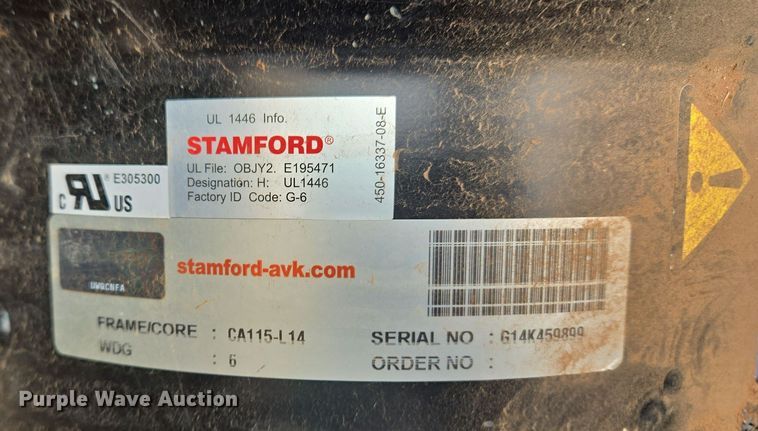 UL 1446 Info.
STAMFORD®
UL File: OBJY2. E195471
Designation: H: UL1446
Factory ID Code: G-6
450-16337-08-E
E305300
C RU US
stamford-avk.com
FRAME/CORE : CA115-L14
WDG : 6
SERIAL NO : G14K459899
ORDER NO :
Purple Wave Auction